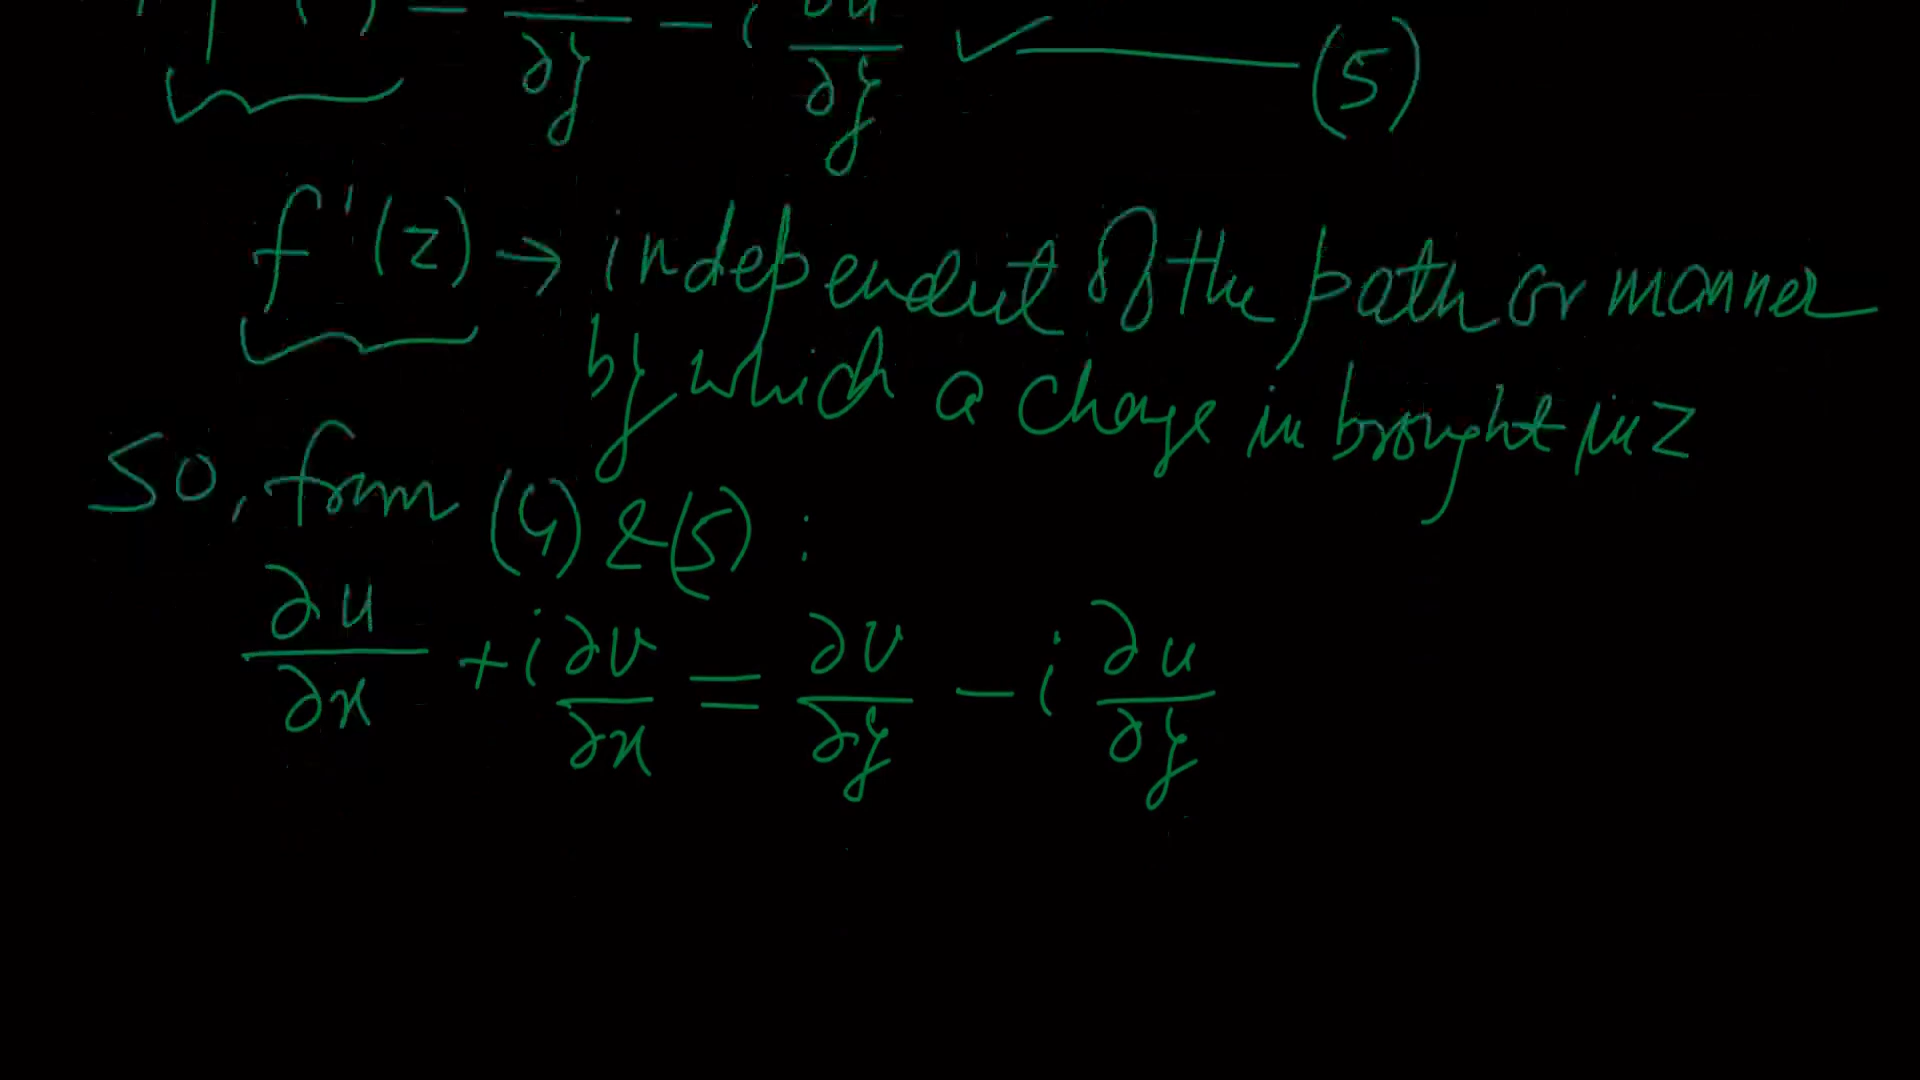 ∂y - i ∂u/∂y ✓ —— (5)
f'(z) → independent of the path or manner
by which a change in brought in z
So, from (4) & (5) :
∂u/∂x + i ∂v/∂x = ∂v/∂y - i ∂u/∂y